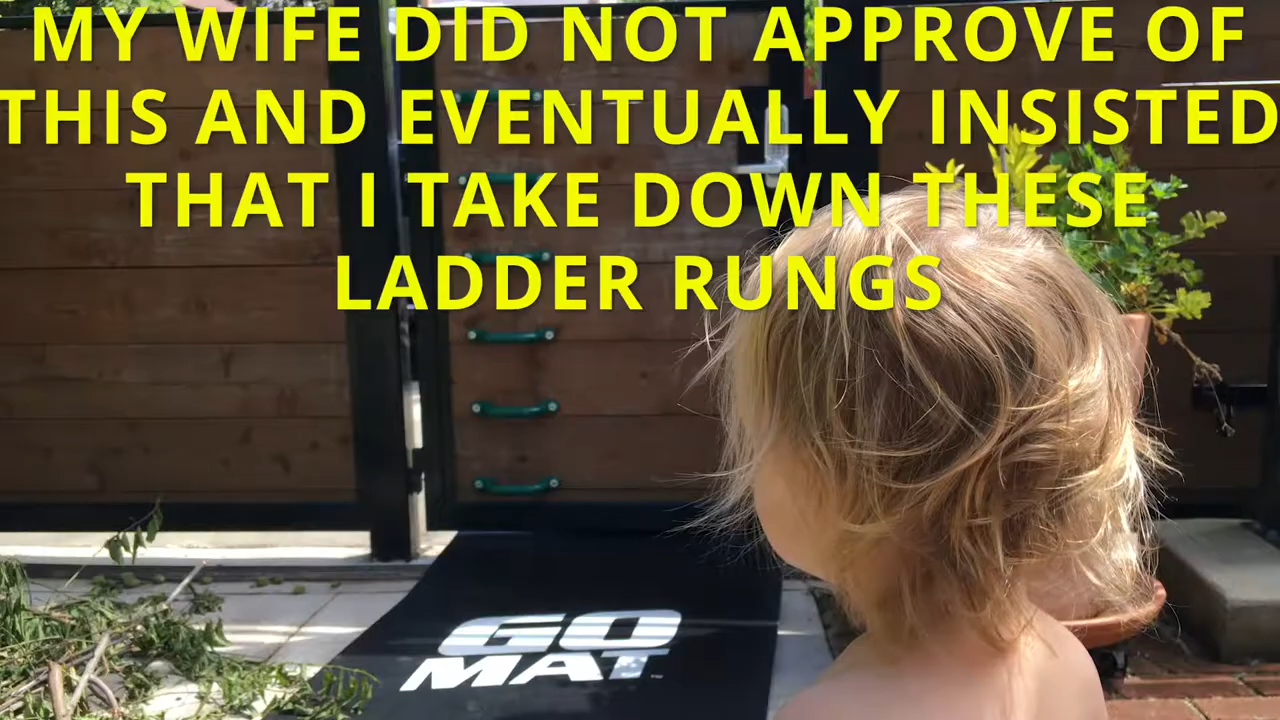 MY WIFE DID NOT APPROVE OF
THIS AND EVENTUALLY INSISTED
THAT I TAKE DOWN THESE
LADDER RUNGS
GO
MAT